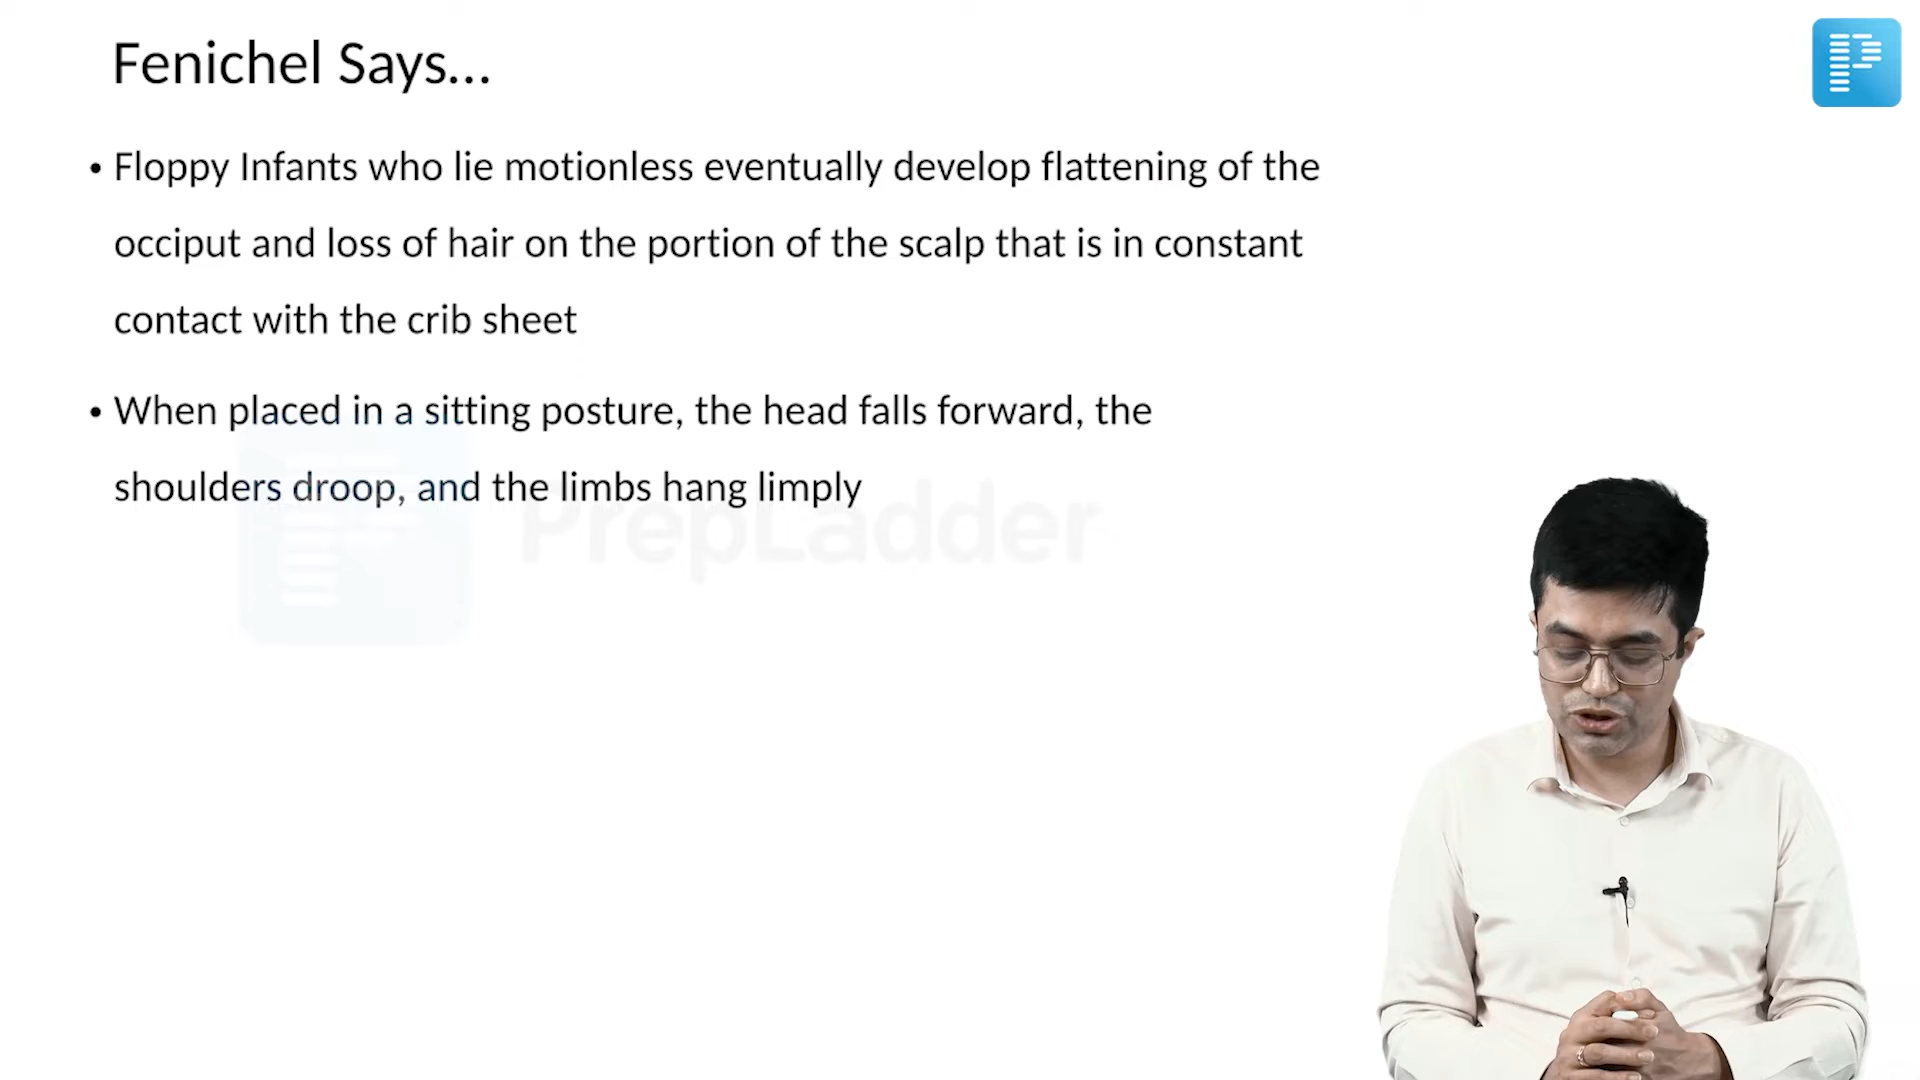 Fenichel Says...
• Floppy Infants who lie motionless eventually develop flattening of the
occiput and loss of hair on the portion of the scalp that is in constant
contact with the crib sheet
• When placed in a sitting posture, the head falls forward, the
shoulders droop, and the limbs hang limply
PrepLadder